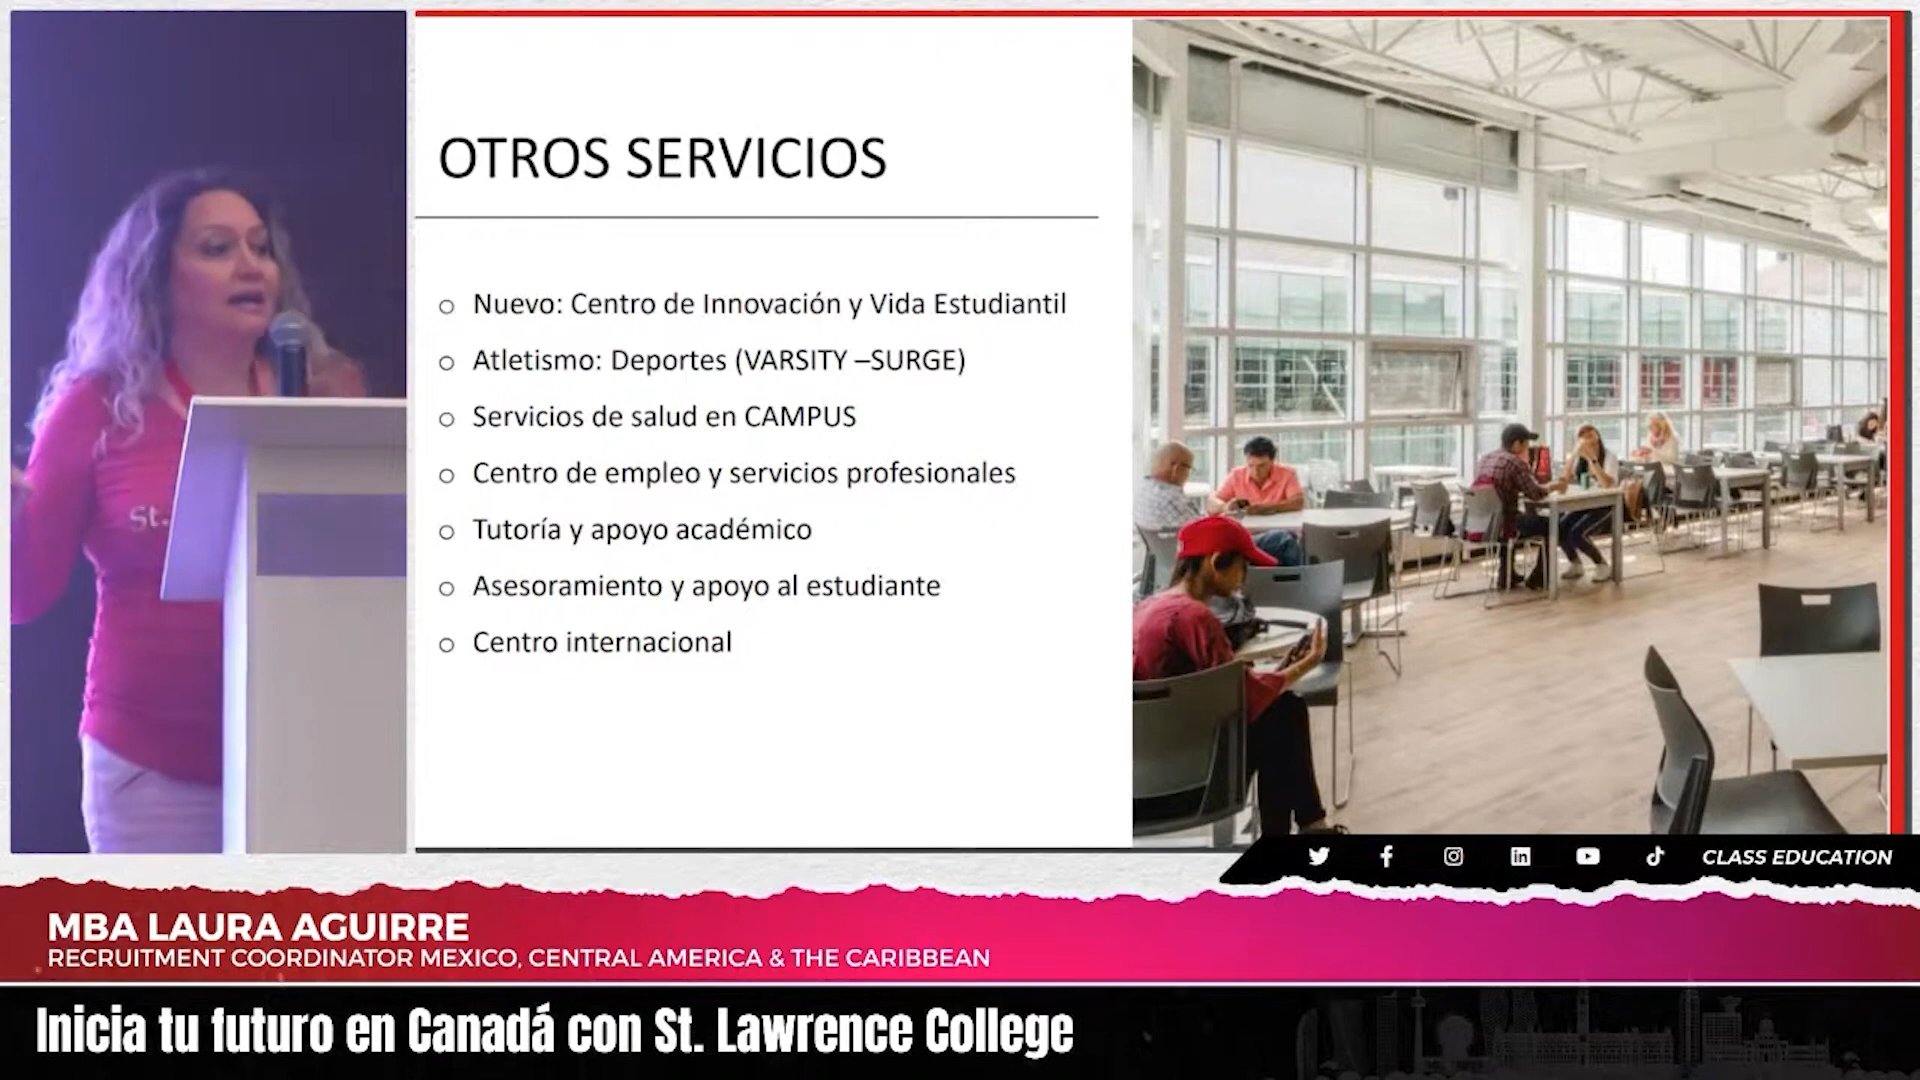 OTROS SERVICIOS
Nuevo: Centro de Innovación y Vida Estudiantil
Atletismo: Deportes (VARSITY –SURGE)
Servicios de salud en CAMPUS
Centro de empleo y servicios profesionales
Tutoría y apoyo académico
Asesoramiento y apoyo al estudiante
Centro internacional
St.
CLASS EDUCATION
MBA LAURA AGUIRRE
RECRUITMENT COORDINATOR MEXICO, CENTRAL AMERICA & THE CARIBBEAN
Inicia tu futuro en Canadá con St. Lawrence College